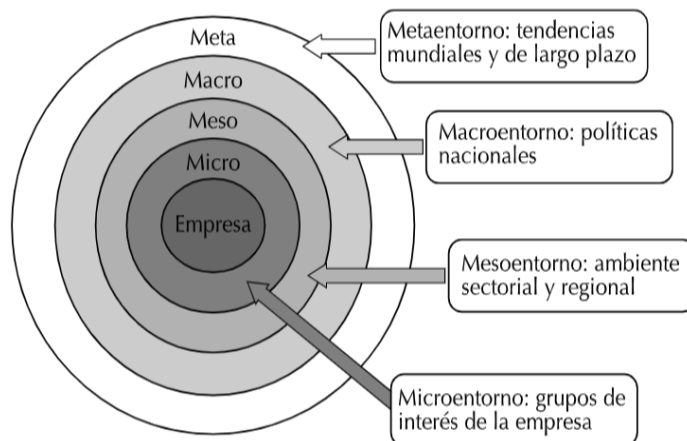 Meta
Macro
Meso
Micro
Empresa
Metaentorno: tendencias
mundiales y de largo plazo
Macroentorno: políticas
nacionales
Mesoentorno: ambiente
sectorial y regional
Microentorno: grupos de
interés de la empresa